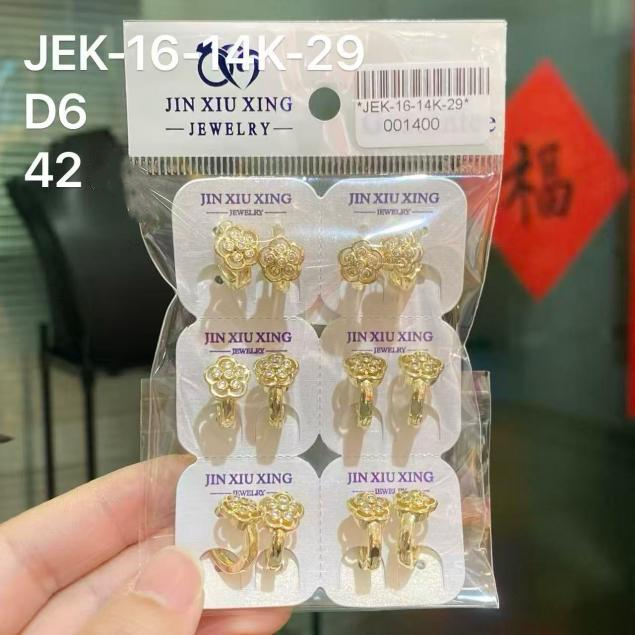 JEK-16-14K-29
D6
42
JIN XIU XING
JEWELRY
*JEK-16-14K-29*
001400
JIN XIU XING
JEWELRY
JIN XIU XING
JEWELRY
JIN XIU XING
JEWELRY
JIN XIU XING
JEWELRY
JIN XIU XING
JEWELRY
JIN XIU XING
JEWELRY
福